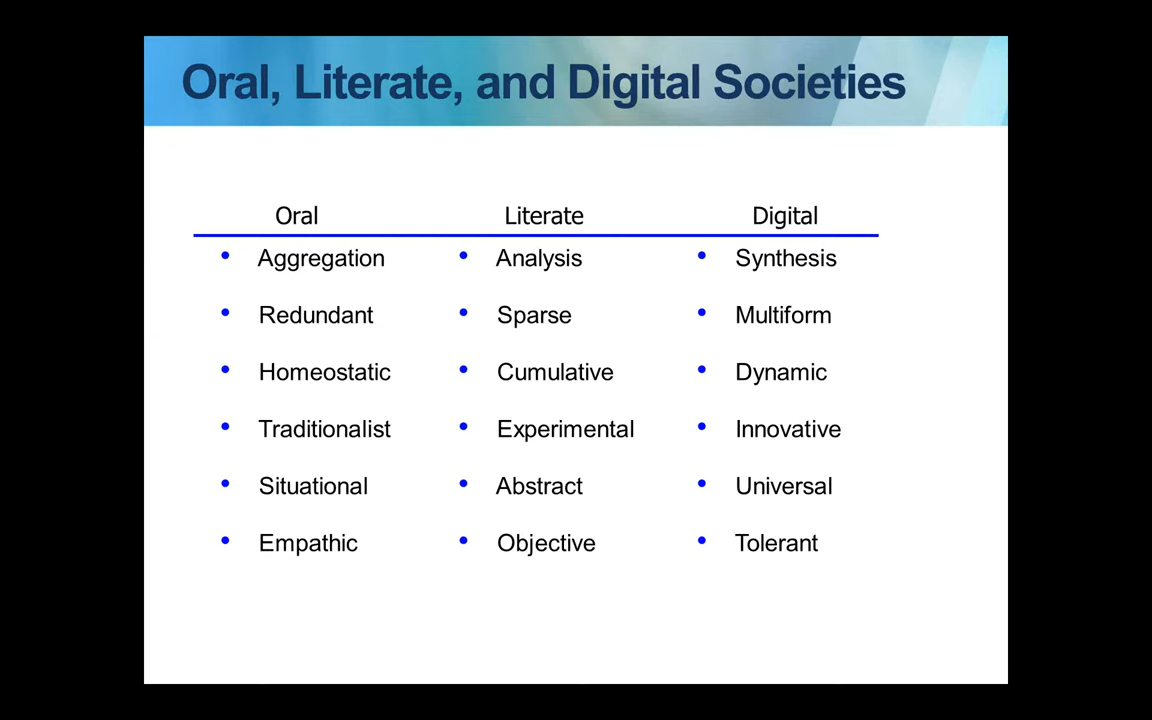 Oral, Literate, and Digital Societies
Oral Literate Digital
• Aggregation • Analysis • Synthesis
• Redundant • Sparse • Multiform
• Homeostatic • Cumulative • Dynamic
• Traditionalist • Experimental • Innovative
• Situational • Abstract • Universal
• Empathic • Objective • Tolerant